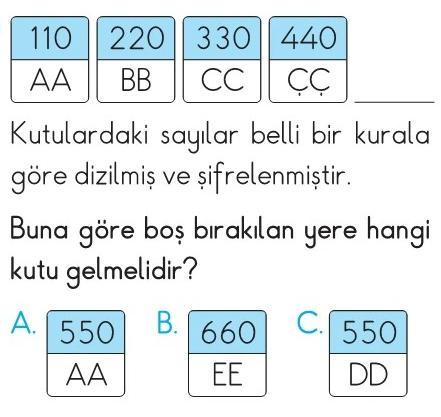 110 220 330 440
AA BB CC ÇÇ
Kutulardaki sayılar belli bir kurala
göre dizilmiş ve şifrelenmiştir.
Buna göre boş bırakılan yere hangi
kutu gelmelidir?
A. 550 B. 660 C. 550
AA EE DD